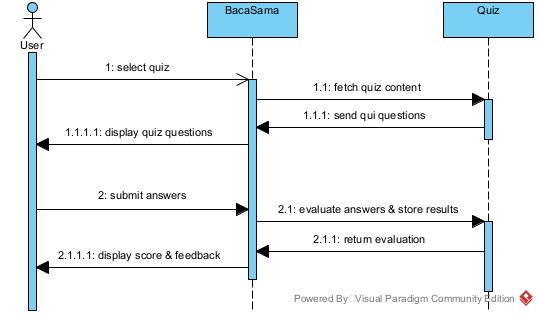 BacaSama
Quiz
User
1: select quiz
1.1: fetch quiz content
1.1.1: send qui questions
1.1.1.1: display quiz questions
2: submit answers
2.1: evaluate answers & store results
2.1.1: return evaluation
2.1.1.1: display score & feedback
Powered By Visual Paradigm Community Edition